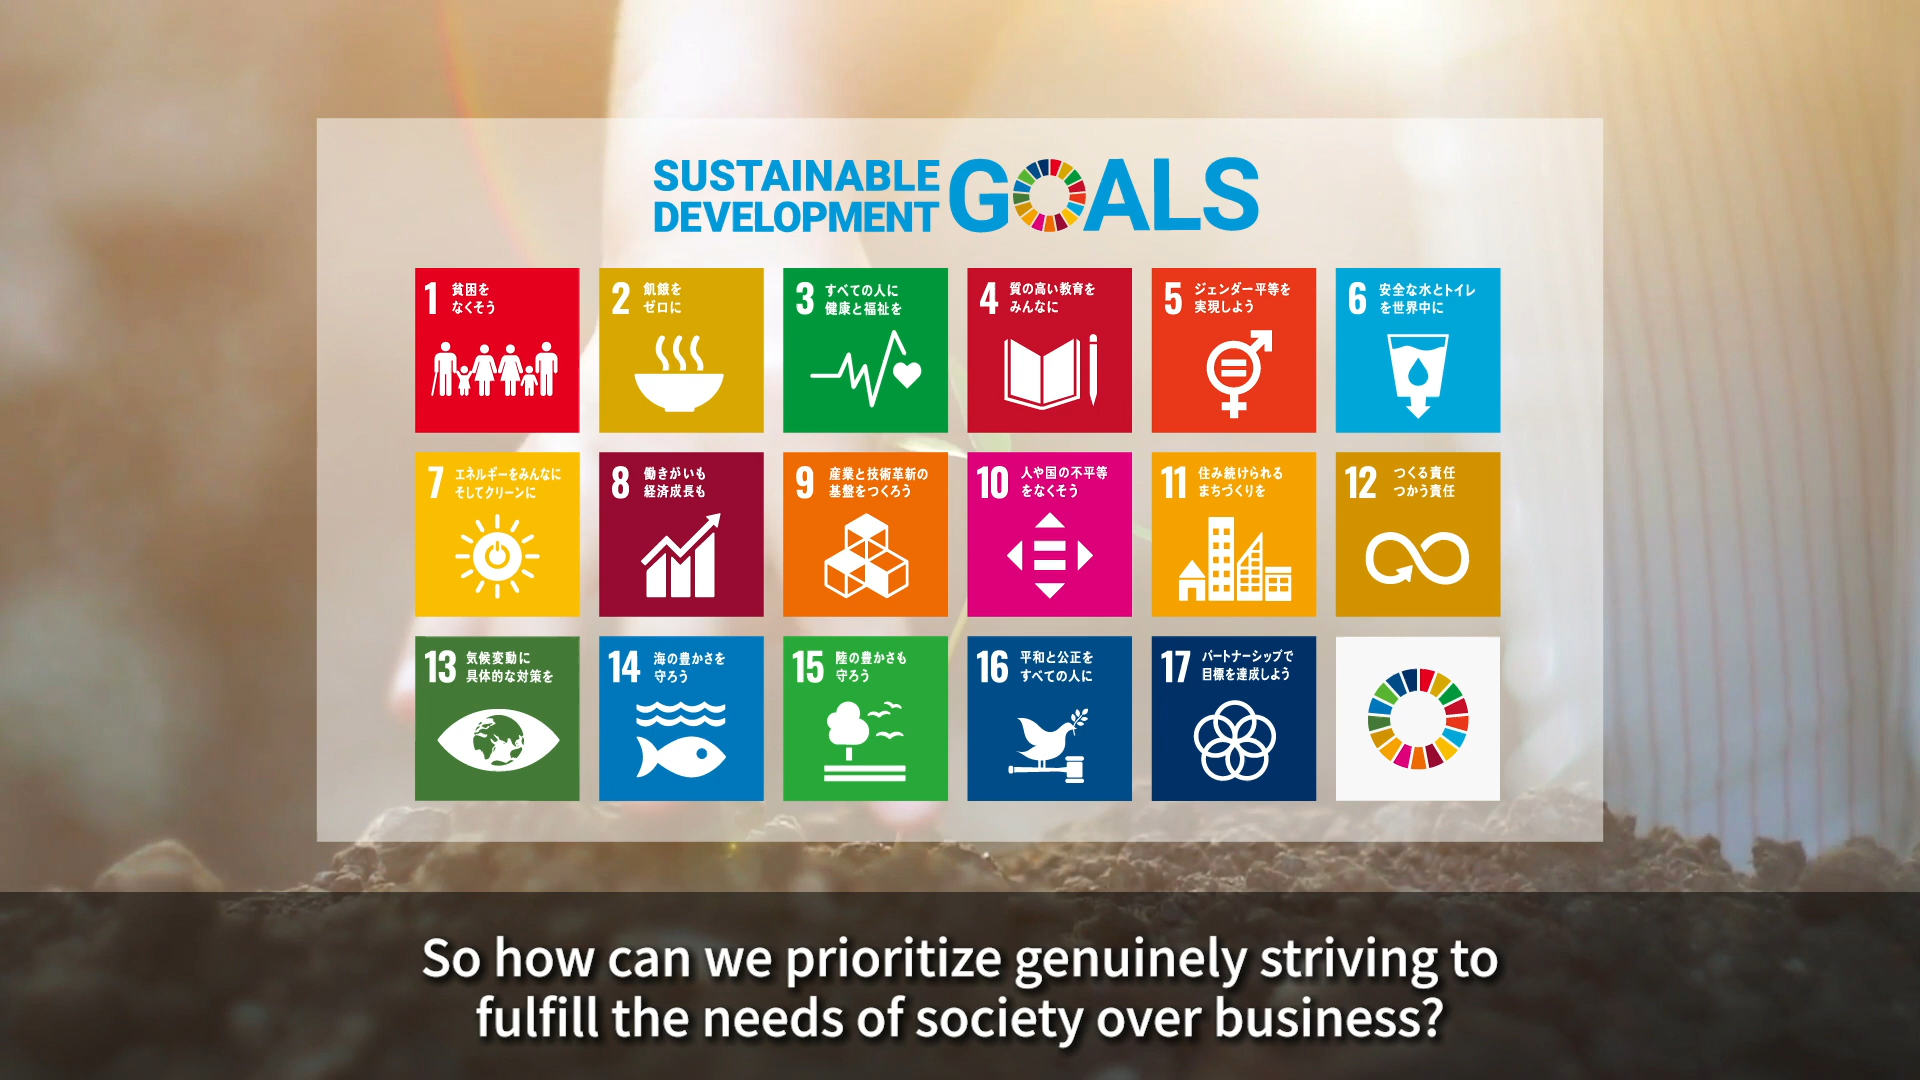 SUSTAINABLE
DEVELOPMENT
GOALS
1 貧困を
なくそう
2 飢餓を
ゼロに
3 すべての人に
健康と福祉を
4 質の高い教育を
みんなに
5 ジェンダー平等を
実現しよう
6 安全な水とトイレ
を世界中に
7 エネルギーをみんなに
そしてクリーンに
8 働きがいも
経済成長も
9 産業と技術革新の
基盤をつくろう
10 人や国の不平等
をなくそう
11 住み続けられる
まちづくりを
12 つくる責任
つかう責任
13 気候変動に
具体的な対策を
14 海の豊かさを
守ろう
15 陸の豊かさも
守ろう
16 平和と公正を
すべての人に
17 パートナーシップで
目標を達成しよう
So how can we prioritize genuinely striving to
fulfill the needs of society over business?